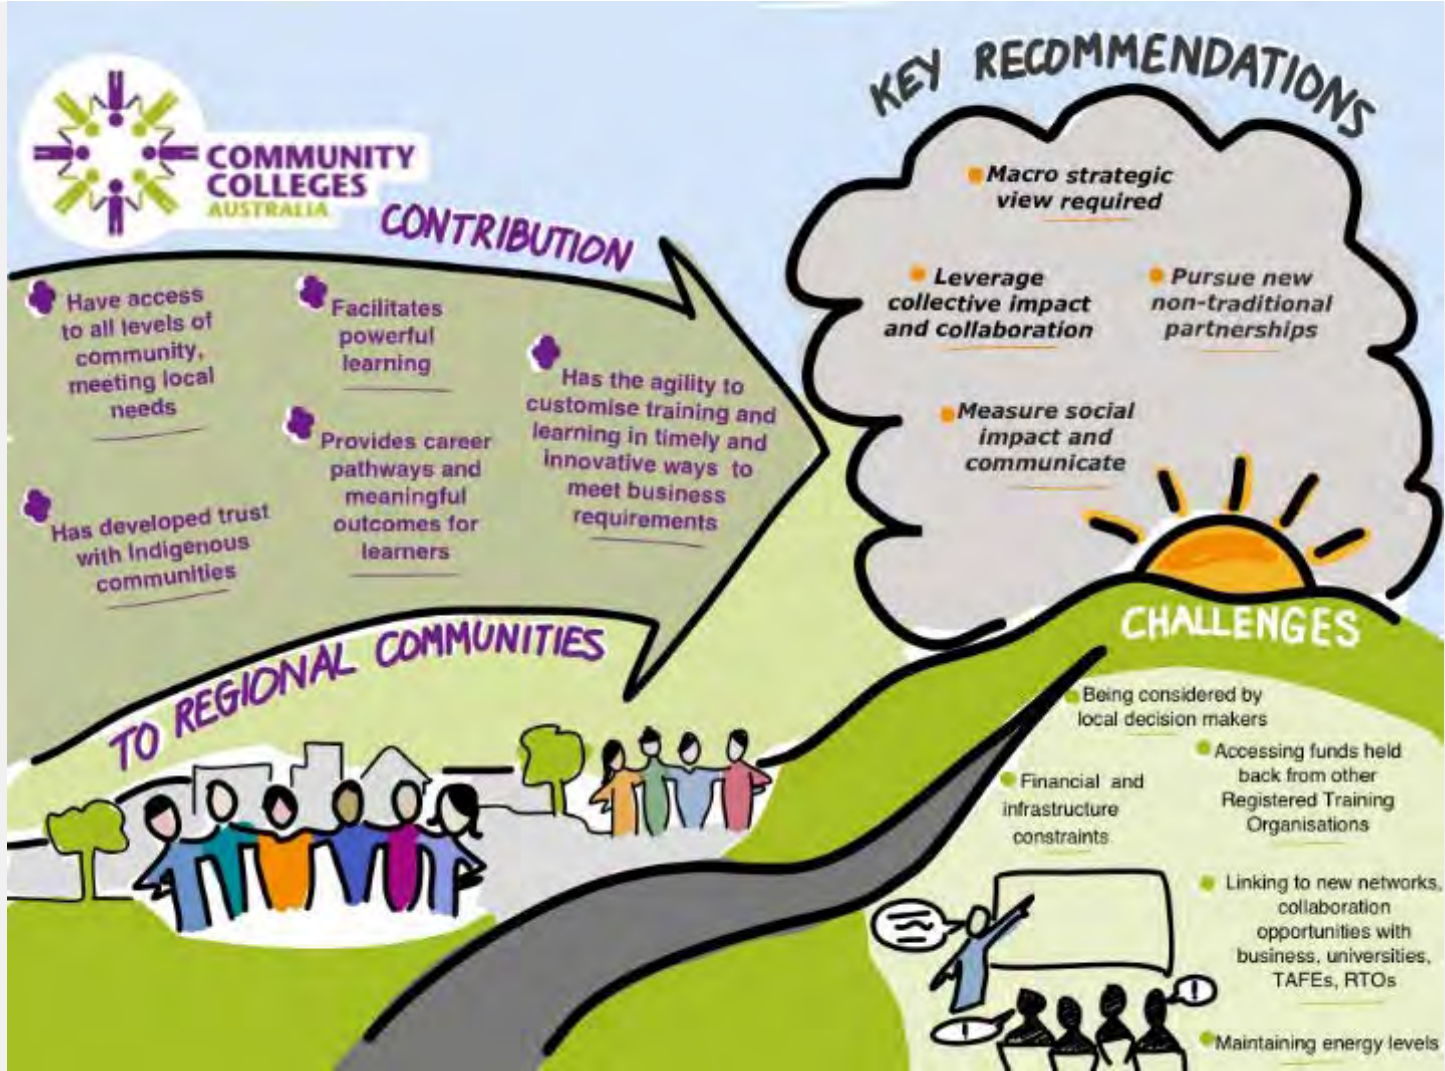 COMMUNITY
COLLEGES
AUSTRALIA
CONTRIBUTION
Have access
to all levels of
community,
meeting local
needs
Has developed trust
with Indigenous
communities
Facilitates
powerful
learning
Provides career
pathways and
meaningful
outcomes for
learners
Has the agility to
customise training and
learning in timely and
innovative ways to
meet business
requirements
TO REGIONAL COMMUNITIES
KEY RECOMMENDATIONS
Macro strategic
view required
Leverage
collective impact
and collaboration
Pursue new
non-traditional
partnerships
Measure social
impact and
communicate
CHALLENGES
Being considered by
local decision makers
Financial and
infrastructure
constraints
Accessing funds held
back from other
Registered Training
Organisations
Linking to new networks,
collaboration
opportunities with
business, universities,
TAFEs, RTOs
Maintaining energy levels
!
!